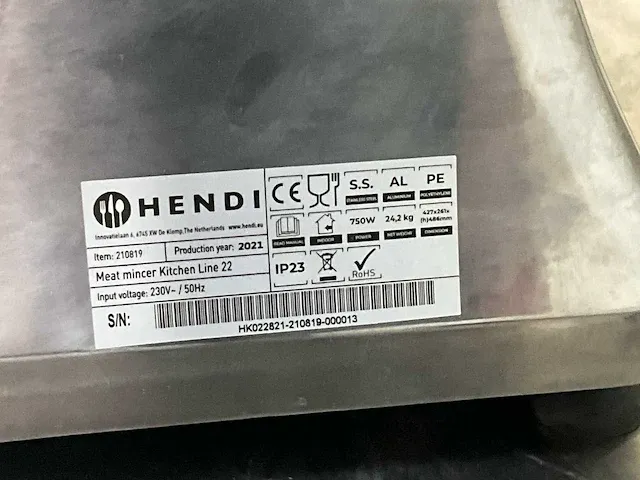 HENDI
Innovatielaan 6, 6745 XW De Klomp, The Netherlands www.hendi.eu
Item: 210819
Production year: 2021
Meat mincer Kitchen Line 22
Input voltage: 230V~ / 50Hz
S/N:
HK022821-210819-000013
CE
S.S.
STAINLESS STEEL
AL
ALUMINIUM
PE
POLYETHYLENE
READ MANUAL
INDOOR
750W
POWER
24,2 kg
NET WEIGHT
427x261x
(h)486mm
DIMENSION
IP23
RoHS